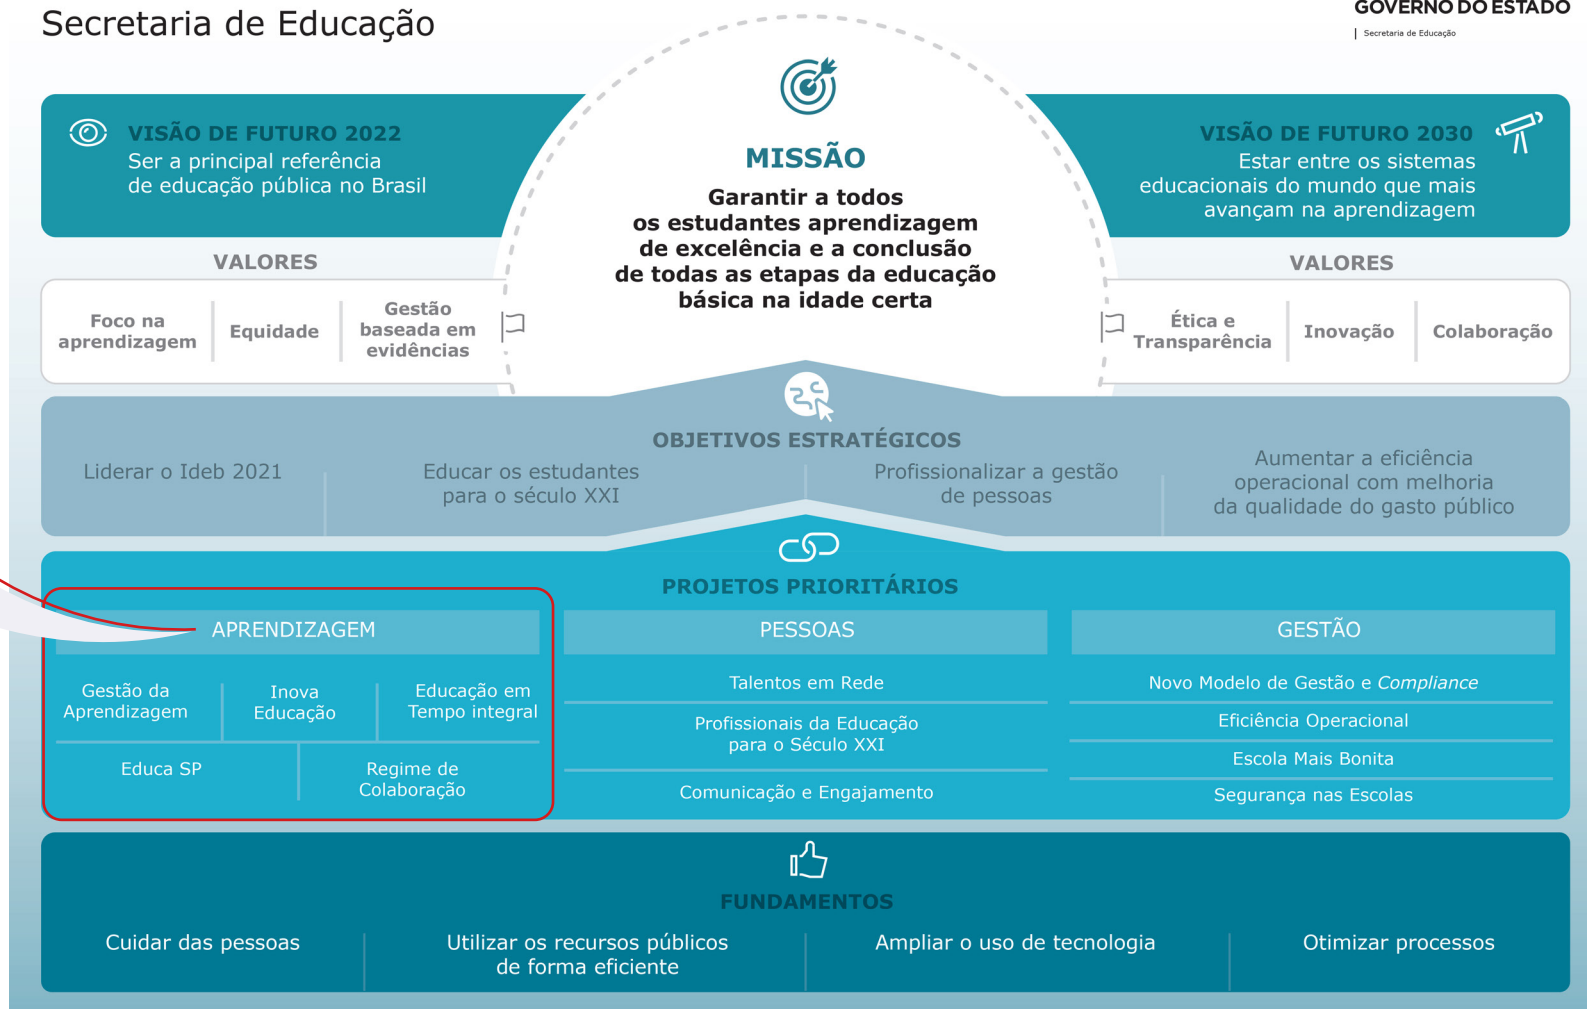 Secretaria de Educação
GOVERNO DO ESTADO
Secretaria de Educação
VISÃO DE FUTURO 2022
Ser a principal referência
de educação pública no Brasil
MISSÃO
Garantir a todos
os estudantes aprendizagem
de excelência e a conclusão
de todas as etapas da educação
básica na idade certa
VISÃO DE FUTURO 2030
Estar entre os sistemas
educacionais do mundo que mais
avançam na aprendizagem
VALORES
Foco na
aprendizagem
Equidade
Gestão
baseada em
evidências
VALORES
Ética e
Transparência
Inovação
Colaboração
OBJETIVOS ESTRATÉGICOS
Liderar o Ideb 2021
Educar os estudantes
para o século XXI
Profissionalizar a gestão
de pessoas
Aumentar a eficiência
operacional com melhoria
da qualidade do gasto público
PROJETOS PRIORITÁRIOS
APRENDIZAGEM
Gestão da
Aprendizagem
Inova
Educação
Educação em
Tempo integral
Educa SP
Regime de
Colaboração
PESSOAS
Talentos em Rede
Profissionais da Educação
para o Século XXI
Comunicação e Engajamento
GESTÃO
Novo Modelo de Gestão e Compliance
Eficiência Operacional
Escola Mais Bonita
Segurança nas Escolas
FUNDAMENTOS
Cuidar das pessoas
Utilizar os recursos públicos
de forma eficiente
Ampliar o uso de tecnologia
Otimizar processos